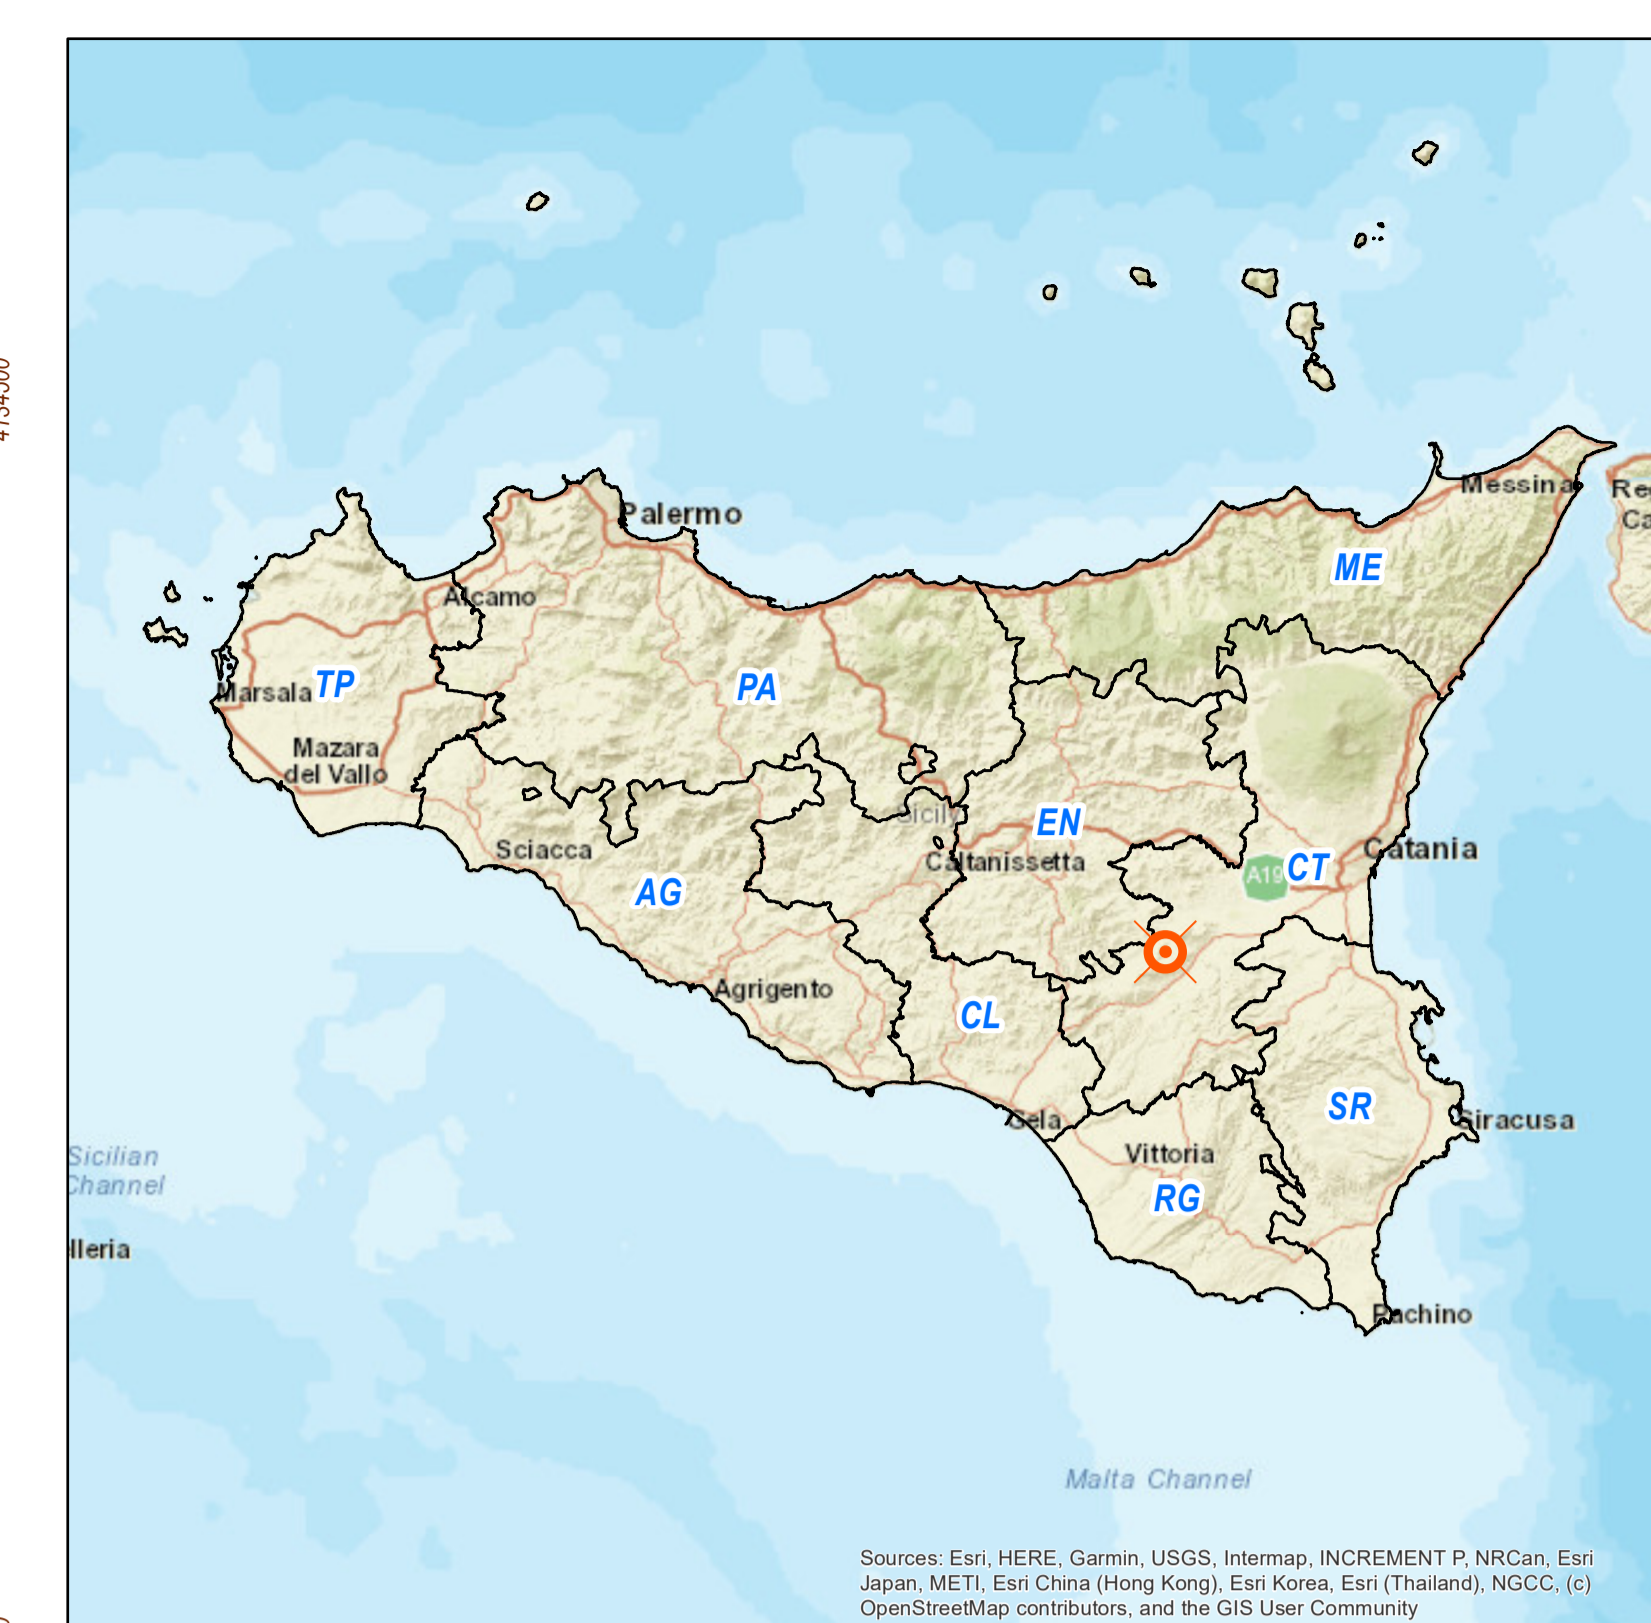 Palermo
Messina
ME
Alcamo
PA
TP
Marsala
Mazara
del Vallo
Sicily
EN
Sciacca
Caltanissetta
Catania
A19
CT
AG
Agrigento
CL
SR
Gela
Siracusa
Vittoria
Sicilian
Channel
RG
lleria
Pachino
Malta Channel
Sources: Esri, HERE, Garmin, USGS, Intermap, INCREMENT P, NRCan, Esri
Japan, METI, Esri China (Hong Kong), Esri Korea, Esri (Thailand), NGCC, (c)
OpenStreetMap contributors, and the GIS User Community